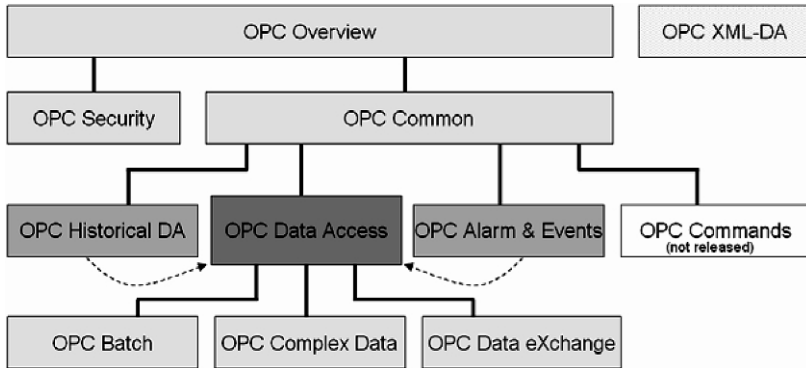 OPC Overview
OPC XML-DA
OPC Security
OPC Common
OPC Historical DA
OPC Data Access
OPC Alarm & Events
OPC Commands
(not released)
OPC Batch
OPC Complex Data
OPC Data eXchange